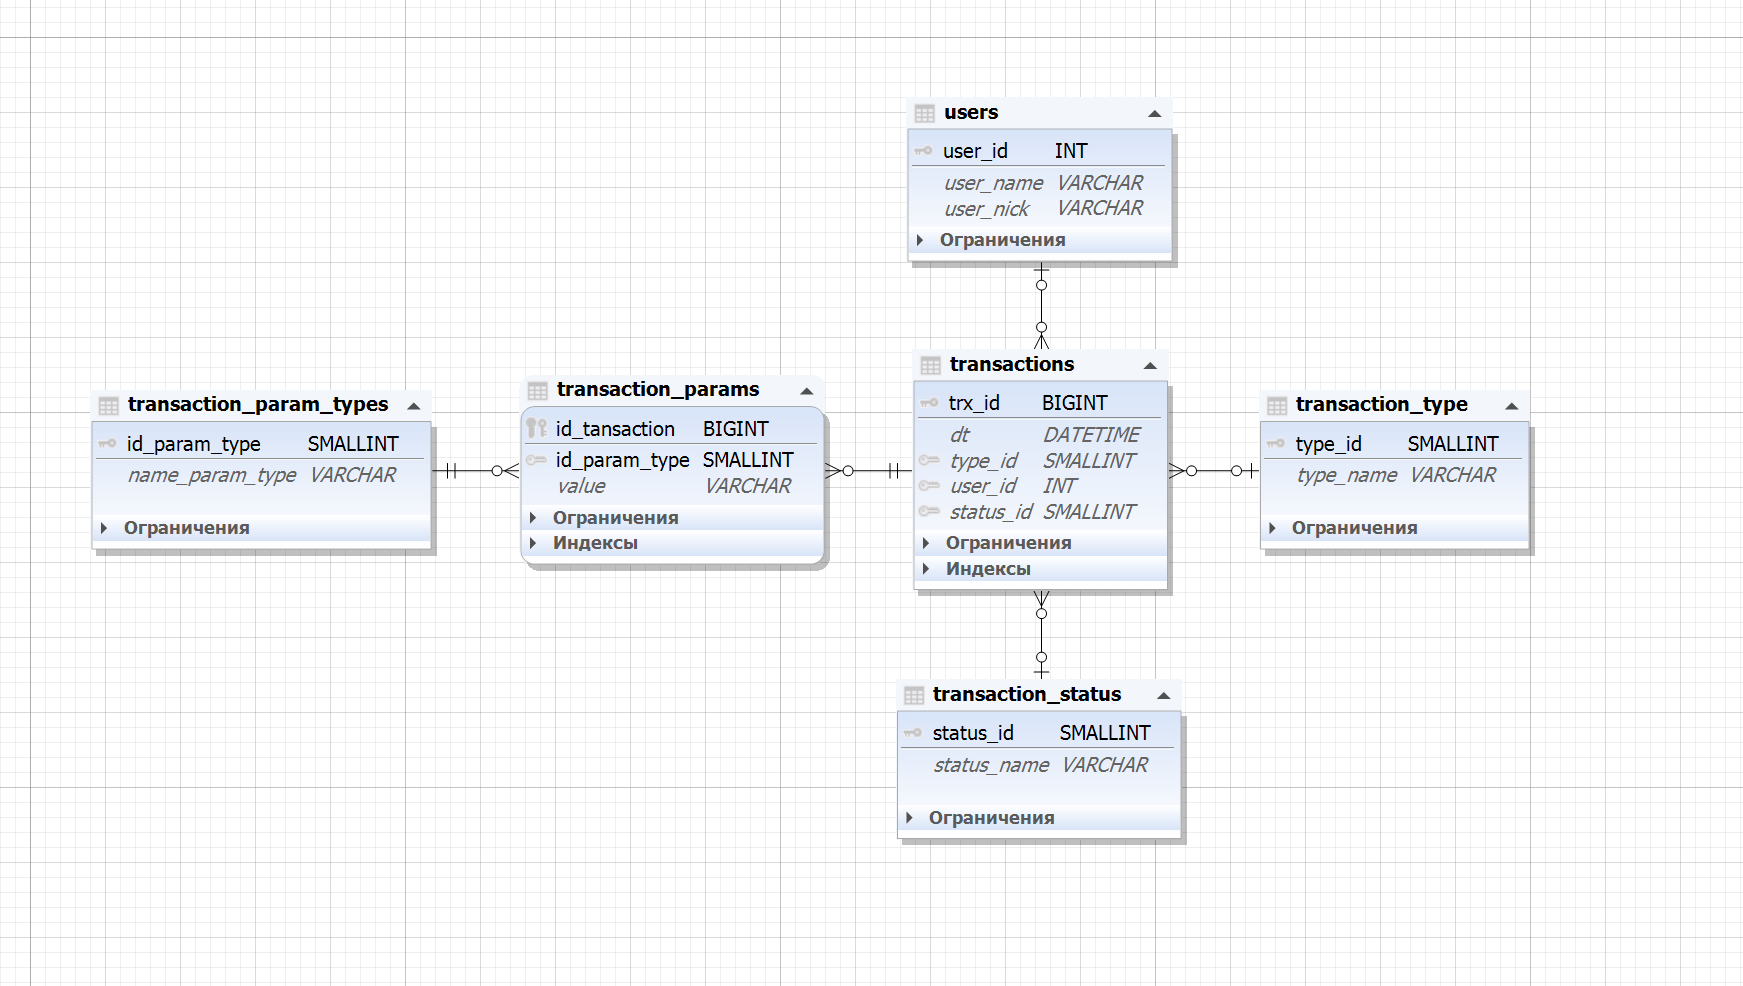 users
user_id INT
user_name VARCHAR
user_nick VARCHAR
Ограничения
transaction_param_types
id_param_type SMALLINT
name_param_type VARCHAR
Ограничения
transaction_params
id_tansaction BIGINT
id_param_type SMALLINT
value VARCHAR
Ограничения
Индексы
transactions
trx_id BIGINT
dt DATETIME
type_id SMALLINT
user_id INT
status_id SMALLINT
Ограничения
Индексы
transaction_type
type_id SMALLINT
type_name VARCHAR
Ограничения
transaction_status
status_id SMALLINT
status_name VARCHAR
Ограничения